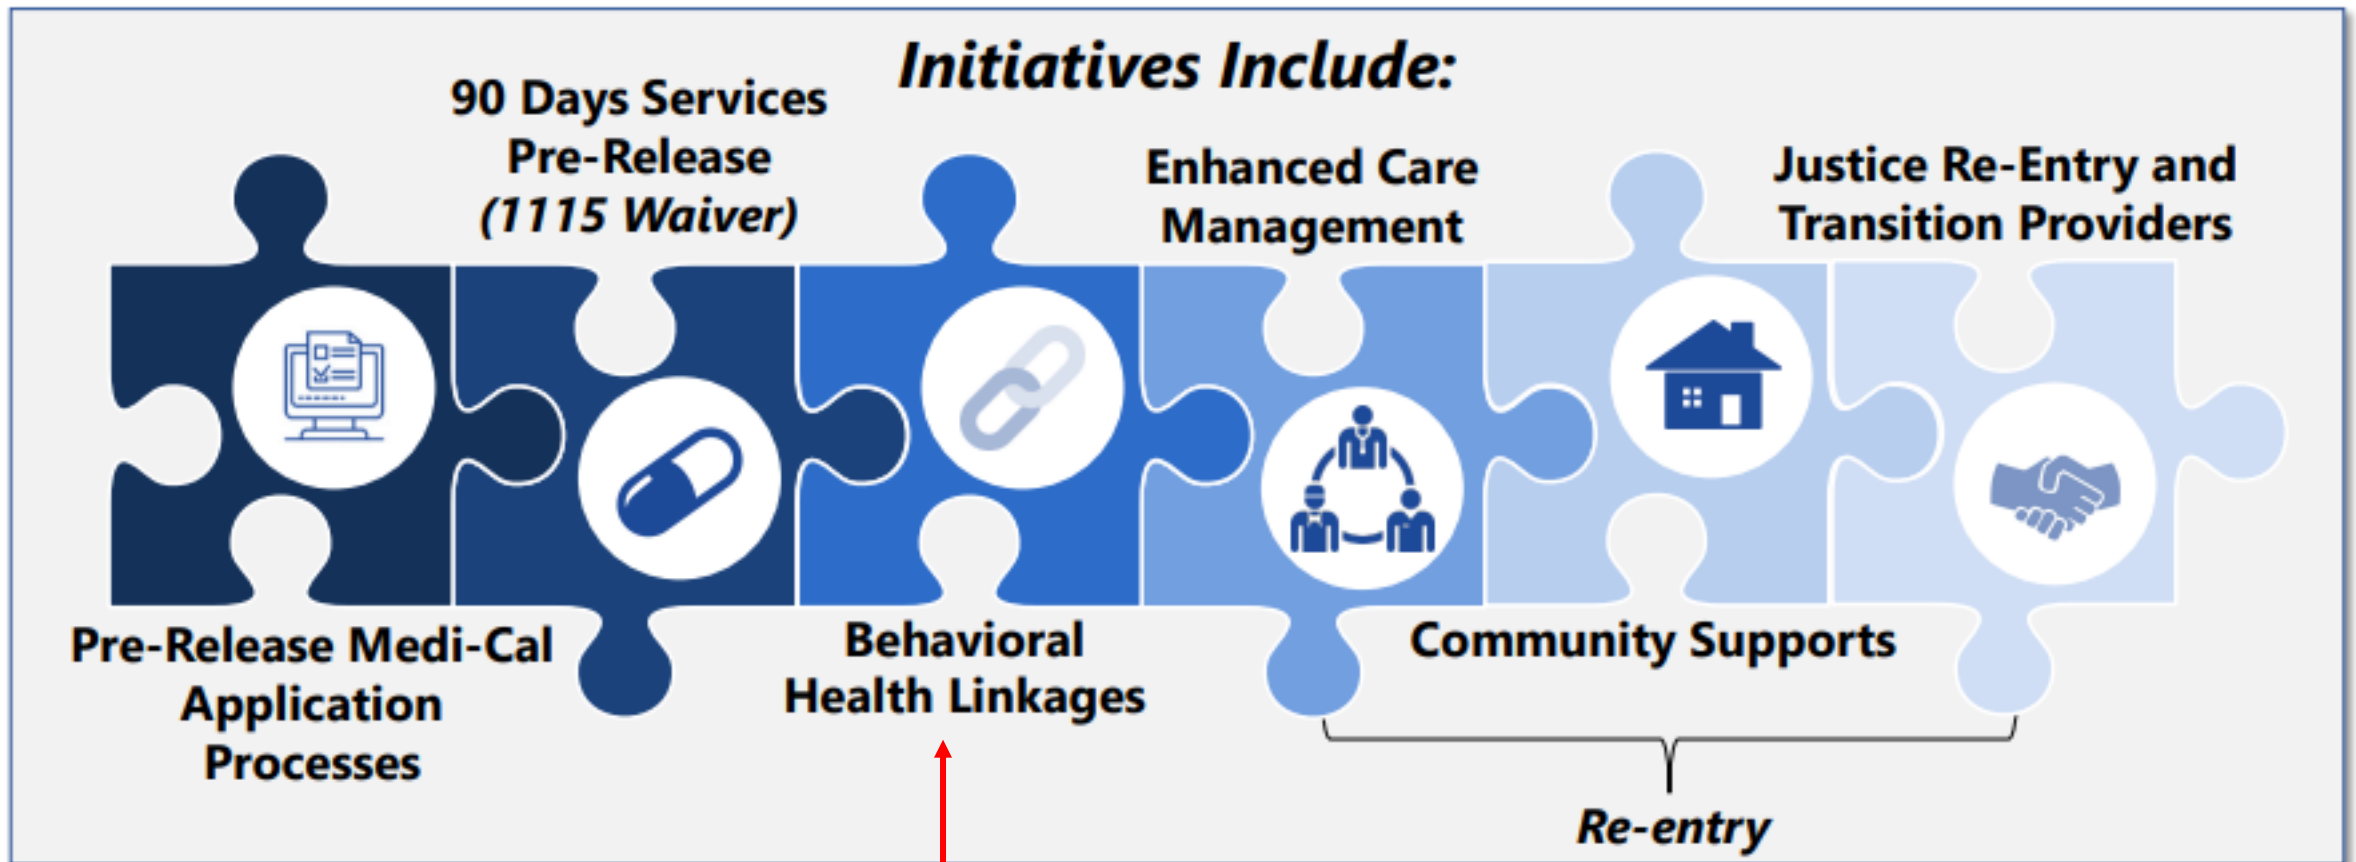 Initiatives Include:
90 Days Services
Pre-Release
(1115 Waiver)
Enhanced Care
Management
Justice Re-Entry and
Transition Providers
Pre-Release Medi-Cal
Application
Processes
Behavioral
Health Linkages
Community Supports
Re-entry